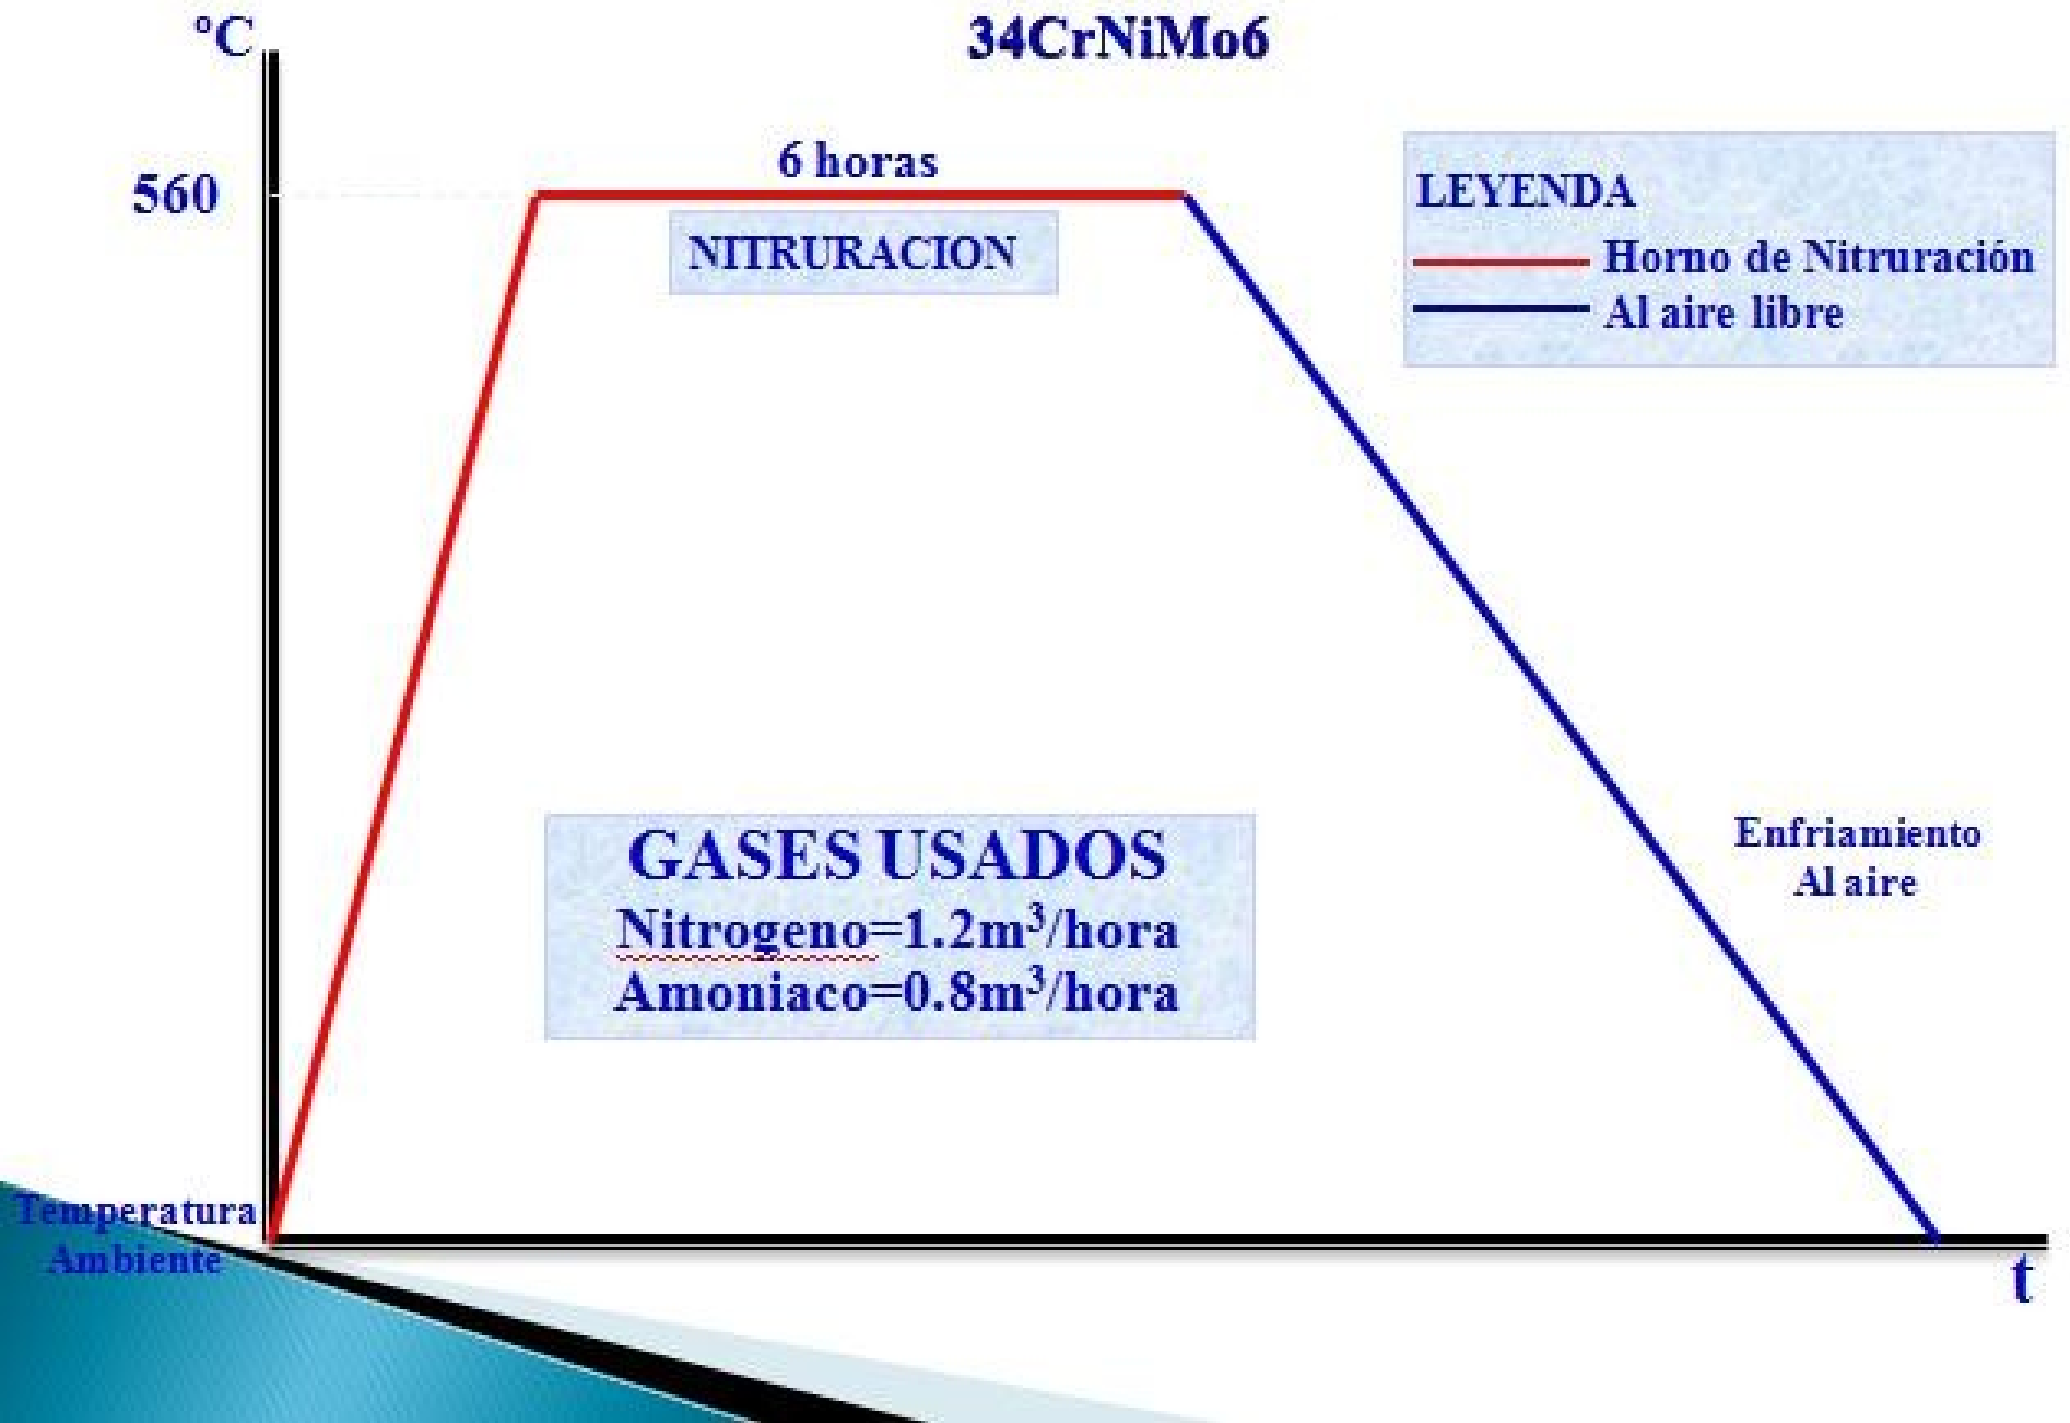 °C
34CrNiMo6
6 horas
560
NITRURACION
LEYENDA
Horno de Nitruración
Al aire libre
GASES USADOS
Nitrogeno=1.2m³/hora
Amoniaco=0.8m³/hora
Enfriamiento
Al aire
Temperatura
Ambiente
t